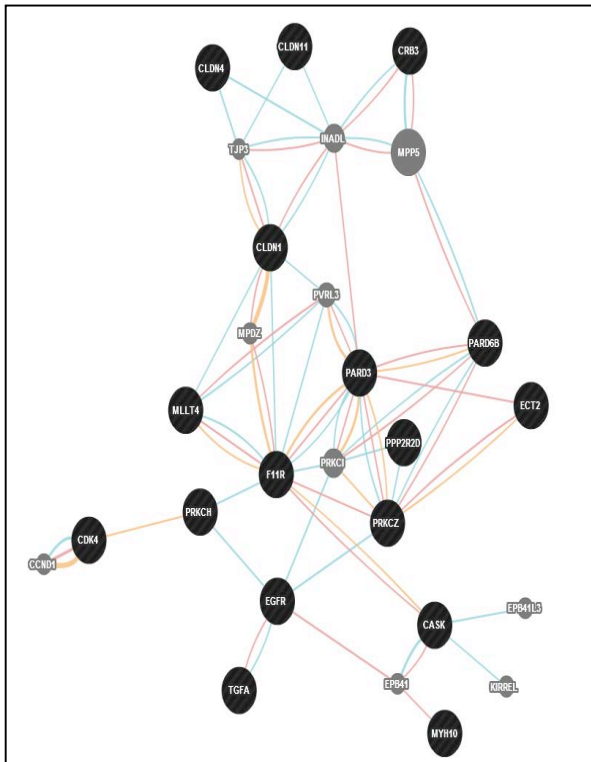 CLDN11
CRB3
CLDN4
INADL
TJP3
MPP5
CLDN1
PVRL3
MPDZ
PARD6B
PARD3
ECT2
MLLT4
PPP2R2D
PRKCI
F11R
PRKCH
PRKCZ
CDK4
CCND1
EGFR
EPB41L3
CASK
EPB41
KIRREL
TGFA
MYH10